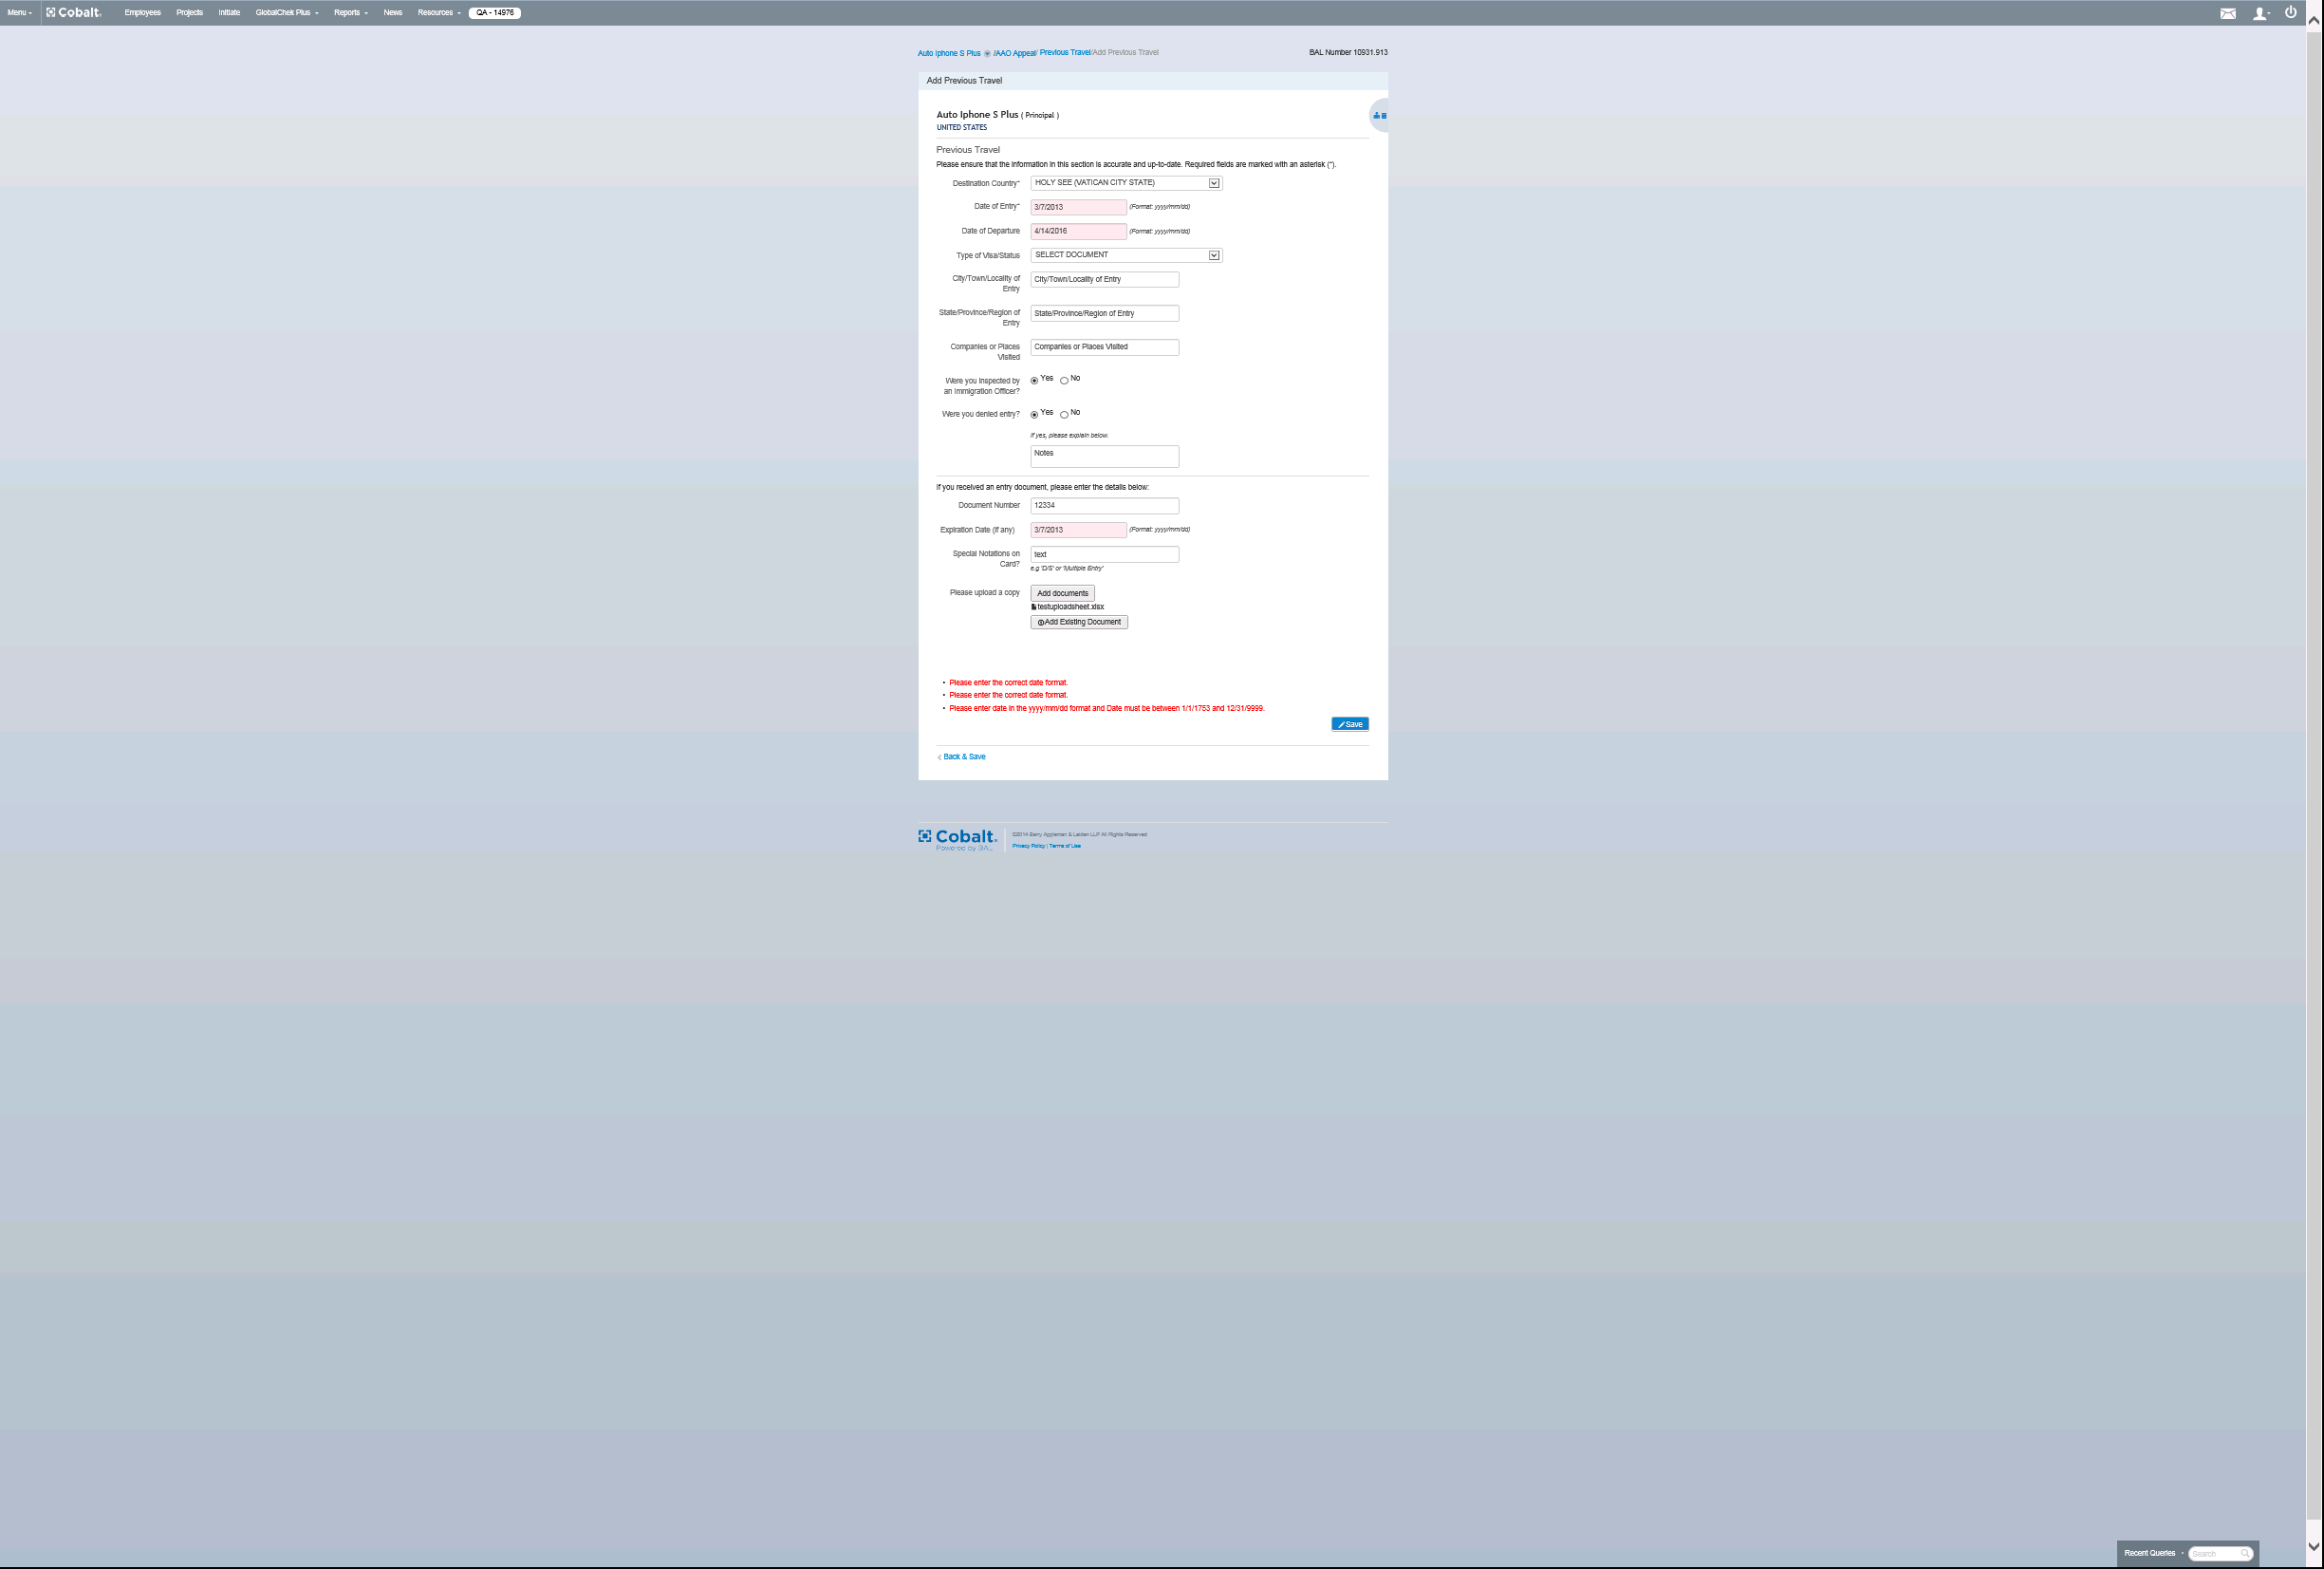 Menu
Cobalt
Employees Projects Initiate GlobalChek Plus Reports News Resources QA - 14976
Auto Iphone S Plus /AAO Appeal/ Previous Travel/Add Previous Travel
BAL Number 10931.913
Add Previous Travel
Auto Iphone S Plus ( Principal )
UNITED STATES
Previous Travel
Please ensure that the information in this section is accurate and up-to-date. Required fields are marked with an asterisk (*).
Destination Country* HOLY SEE (VATICAN CITY STATE)
Date of Entry* 3/7/2013 (Format: yyyy/mm/dd)
Date of Departure 4/14/2016 (Format: yyyy/mm/dd)
Type of Visa/Status SELECT DOCUMENT
City/Town/Locality of City/Town/Locality of Entry
Entry
State/Province/Region of State/Province/Region of Entry
Entry
Companies or Places Companies or Places Visited
Visited
Were you inspected by Yes No
an Immigration Officer?
Were you denied entry? Yes No
If yes, please explain below.
Notes
If you received an entry document, please enter the details below:
Document Number 12334
Expiration Date (if any) 3/7/2013 (Format: yyyy/mm/dd)
Special Notations on text
Card?
e.g 'D/S' or 'Multiple Entry'
Please upload a copy Add documents
testuploadsheet.xlsx
Add Existing Document
• Please enter the correct date format.
• Please enter the correct date format.
• Please enter date in the yyyy/mm/dd format and Date must be between 1/1/1753 and 12/31/9999.
Save
Back & Save
Cobalt
Powered by BAL
©2014 Berry Appleman & Leiden LLP All Rights Reserved
Privacy Policy | Terms of Use
Recent Queries Search